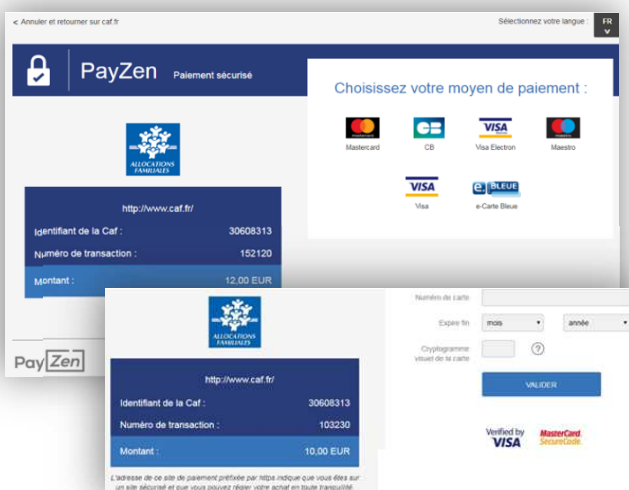 < Annuler et retourner sur caf.fr
Sélectionnez votre langue :
FR
PayZen Paiement sécurisé
Choisissez votre moyen de paiement :
Mastercard
CB
VISA
Visa Electron
Maestro
VISA
Visa
e. BLEUE
e-Carte Bleue
ALLOCATIONS
FAMILIALES
http://www.caf.fr/
Identifiant de la Caf : 30608313
Numéro de transaction : 152120
Montant : 12,00 EUR
PayZen
ALLOCATIONS
FAMILIALES
http://www.caf.fr/
Identifiant de la Caf : 30608313
Numéro de transaction : 103230
Montant : 10,00 EUR
L'adresse de ce site de paiement préfixée par https indique que vous êtes sur
un site sécurisé et que vous pouvez régler votre achat en toute tranquillité.
Numéro de carte
Expire fin mois année
Cryptogramme
visuel de la carte
?
VALIDER
Verified by
VISA
MasterCard.
SecureCode.